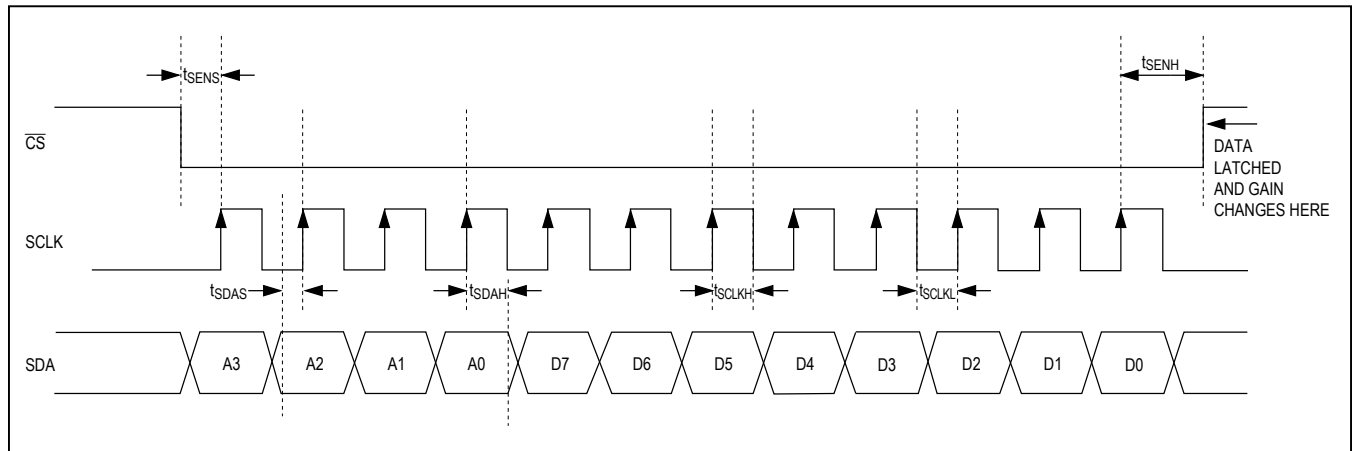 tSENS
tSENH
CS
DATA
LATCHED
AND GAIN
CHANGES HERE
SCLK
tSDAS
tSDAH
tSCLKH
tSCLKL
SDA
A3 A2 A1 A0 D7 D6 D5 D4 D3 D2 D1 D0